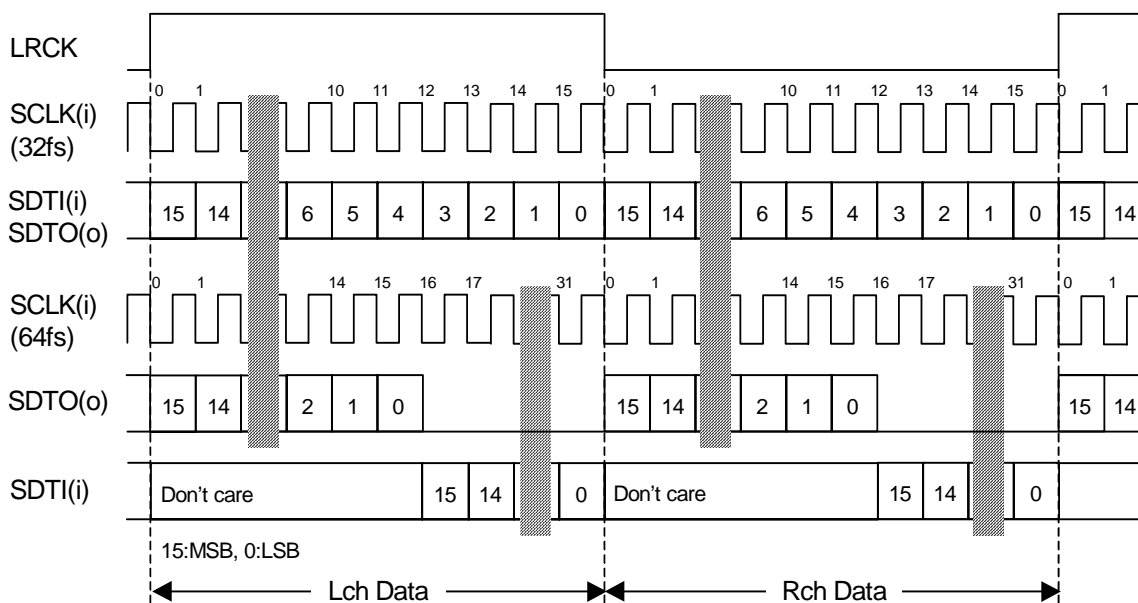 LRCK
0 1 10 11 12 13 14 15 0 1 10 11 12 13 14 15 0 1
SCLK(i)
(32fs)
SDTI(i)
SDTO(o)
15 14 6 5 4 3 2 1 0 15 14 6 5 4 3 2 1 0 15 14
0 1 14 15 16 17 31 0 1 14 15 16 17 31 0 1
SCLK(i)
(64fs)
SDTO(o)
15 14 2 1 0 15 14 2 1 0 15 14
SDTI(i)
Don't care 15 14 0 Don't care 15 14 0
15:MSB, 0:LSB
Lch Data Rch Data